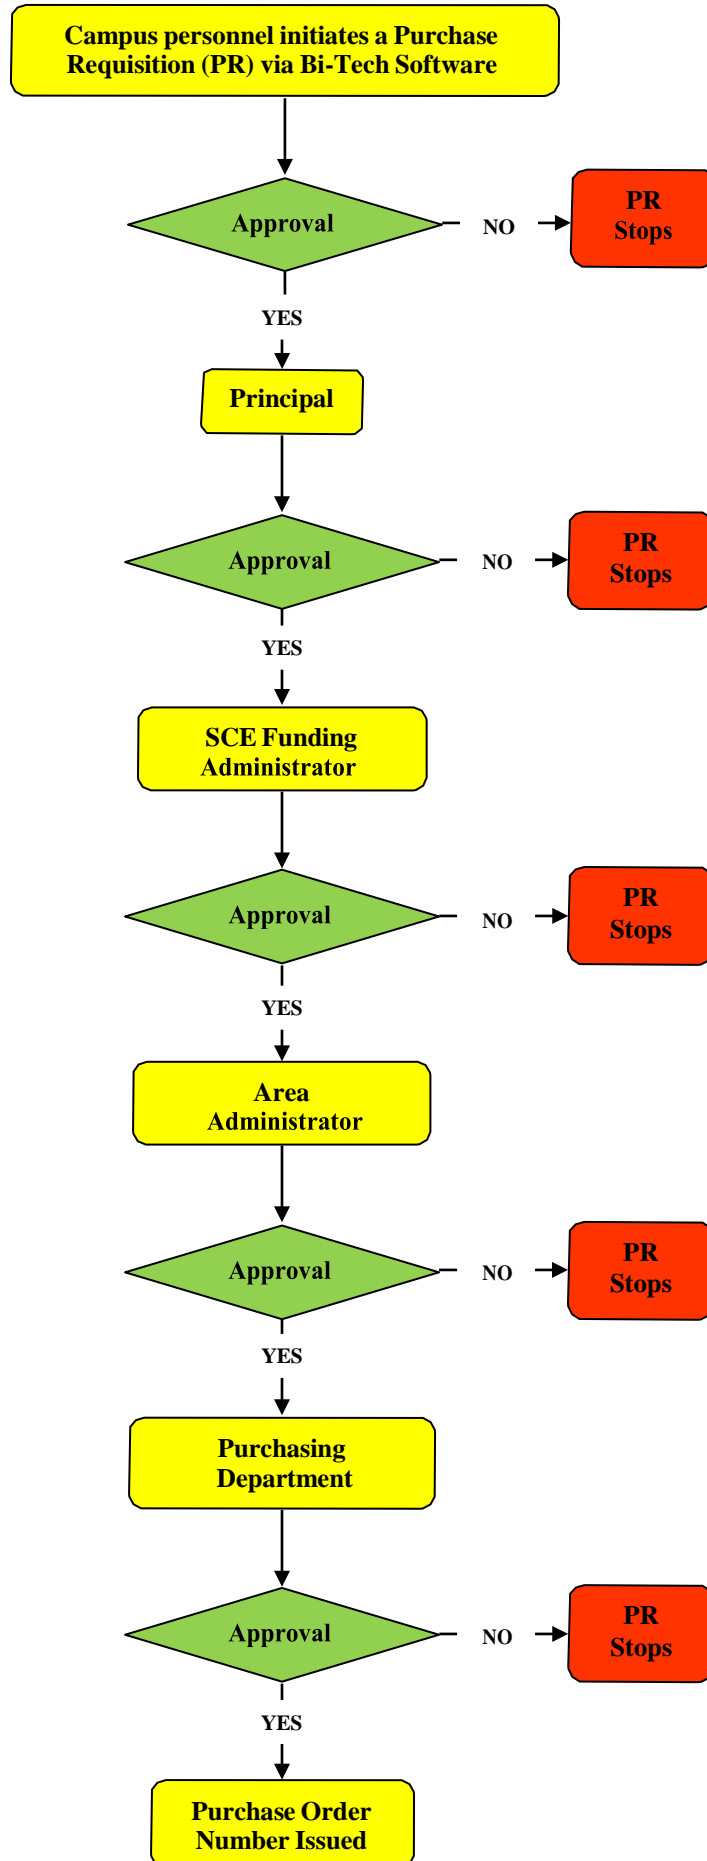 Campus personnel initiates a Purchase
Requisition (PR) via Bi-Tech Software
Approval
NO
PR
Stops
YES
Principal
Approval
NO
PR
Stops
YES
SCE Funding
Administrator
Approval
NO
PR
Stops
YES
Area
Administrator
Approval
NO
PR
Stops
YES
Purchasing
Department
Approval
NO
PR
Stops
YES
Purchase Order
Number Issued